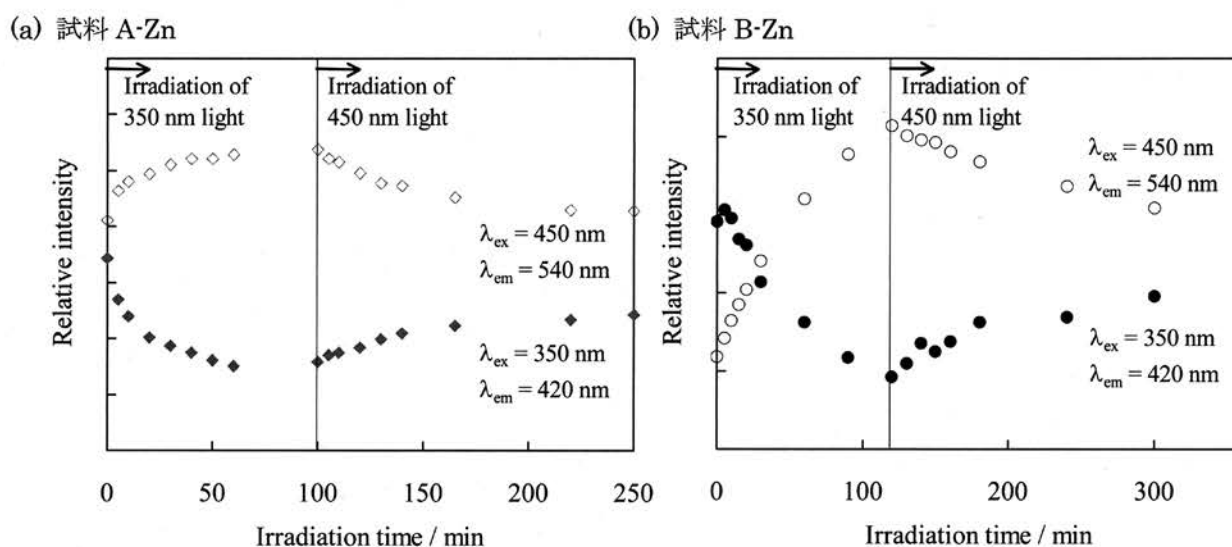 (a) 試料 A-Zn
Irradiation of
350 nm light
Irradiation of
450 nm light
λex = 450 nm
λem = 540 nm
λex = 350 nm
λem = 420 nm
Relative intensity
0
50
100
150
200
250
Irradiation time / min
(b) 試料 B-Zn
Irradiation of
350 nm light
Irradiation of
450 nm light
λex = 450 nm
λem = 540 nm
λex = 350 nm
λem = 420 nm
Relative intensity
0
100
200
300
Irradiation time / min